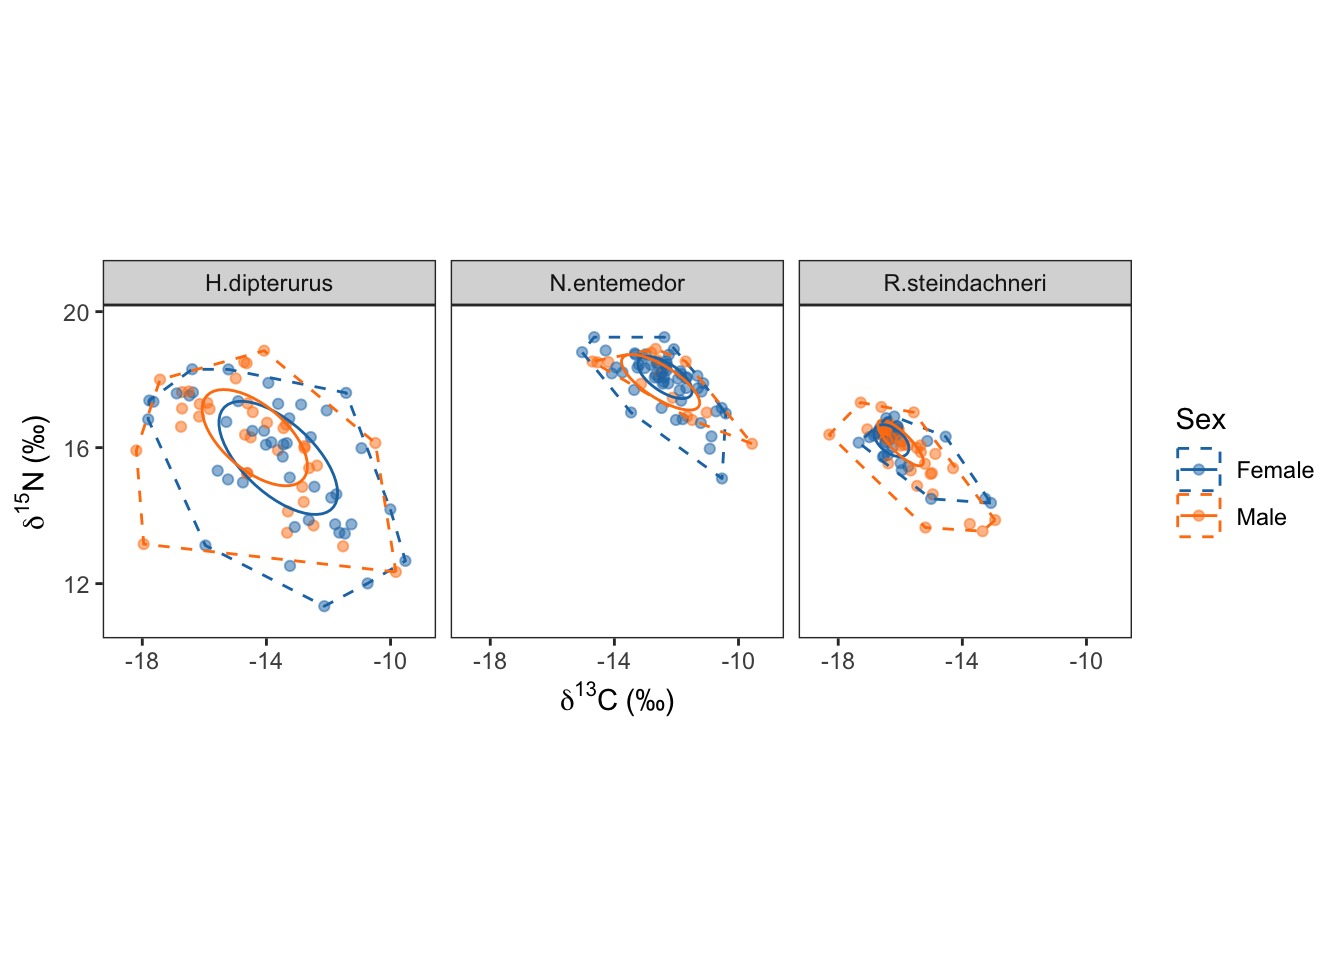 H.dipterurus
N.entemedor
R.steindachneri
20
16
12
δ15N (‰)
-18 -14 -10
-18 -14 -10
-18 -14 -10
δ13C (‰)
Sex
Female
Male